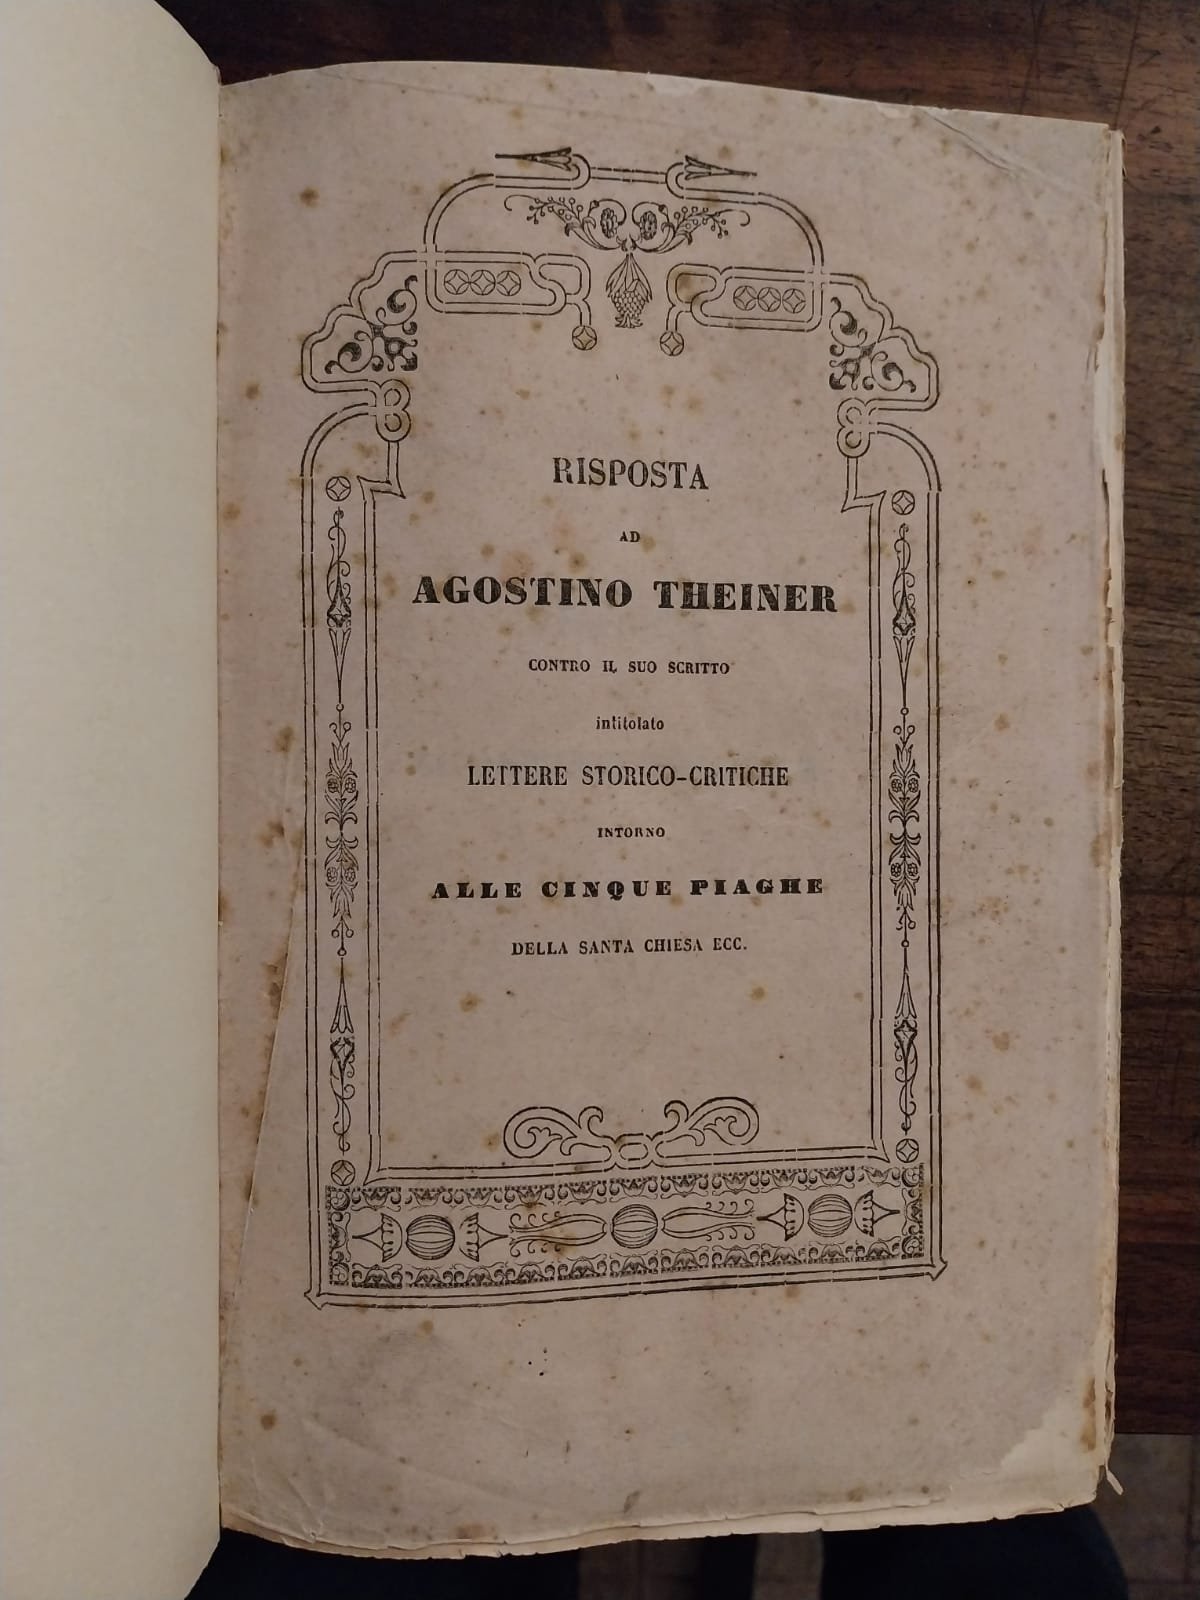 RISPOSTA
AD
AGOSTINO THEINER
CONTRO IL SUO SCRITTO
intitolato
LETTERE STORICO-CRITICHE
INTORNO
ALLE CINQUE PIAGHE
DELLA SANTA CHIESA ECC.